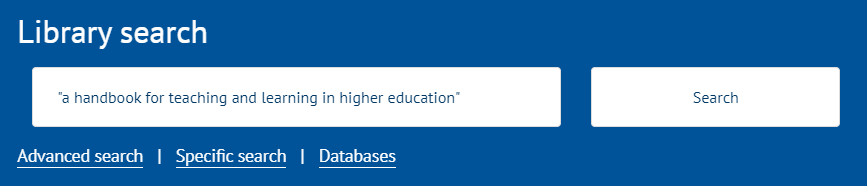 Library search
"a handbook for teaching and learning in higher education" Search
Advanced search | Specific search | Databases